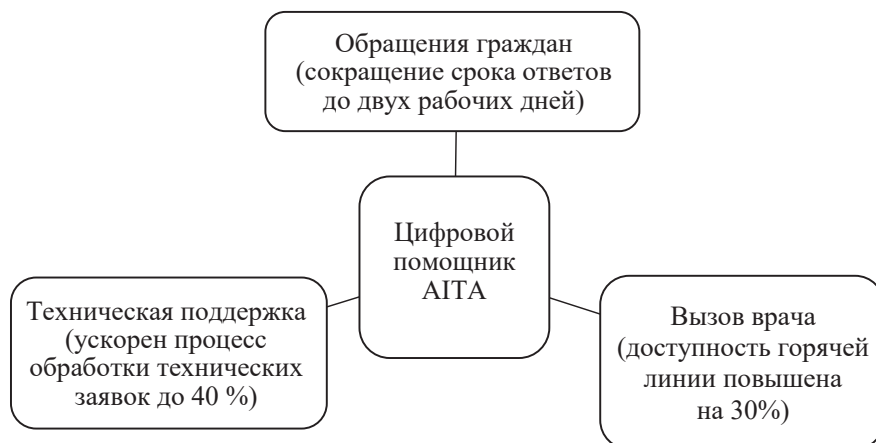 Обращения граждан
(сокращение срока ответов
до двух рабочих дней)
Цифровой
помощник
AITA
Техническая поддержка
(ускорен процесс
обработки технических
заявок до 40 %)
Вызов врача
(доступность горячей
линии повышена
на 30%)